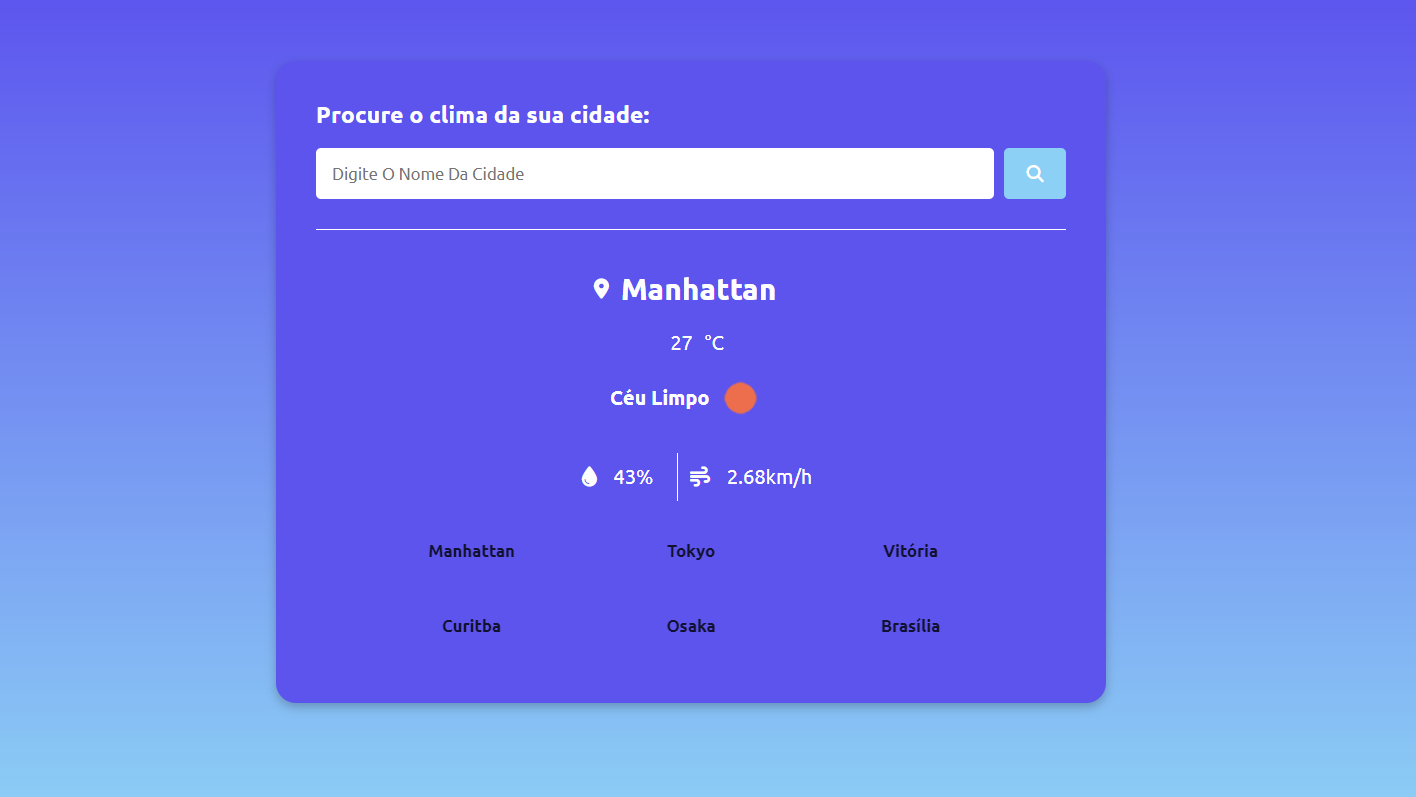 Procure o clima da sua cidade:
Digite O Nome Da Cidade
Manhattan
27 °C
Céu Limpo
43% 2.68km/h
Manhattan Tokyo Vitória
Curitba Osaka Brasília